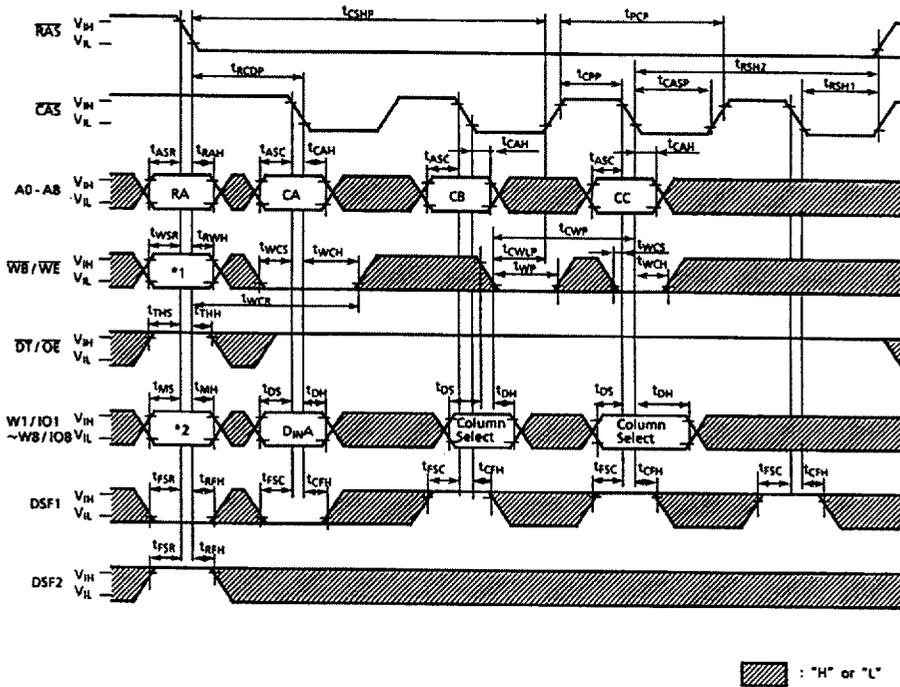 tCSHP tPCP
RAS VIH
VIL
tRCDP tCPP tRSH2 tCASP tRSH1
CAS VIH
VIL
tASR tRAH tASC tCAH tASC tCAH tASC tCAH
A0 - A8 VIH RA CA CB CC
VIL
tWSR tRWH tWCS tWCH tCWP tCWLP tWP tWCS tWCH
WB / WE VIH *1
VIL
tWCR
tTHS tTHH
DT / OE VIH
VIL
tMS tMH tDS tDH tDS tDH tDS tDH
W1 / IO1 VIH *2 DINA Column Select Column Select
~W8 / IO8 VIL
tFSR tRFH tFSC tCFH tFSC tCFH tFSC tCFH tFSC tCFH
DSF1 VIH
VIL
tFSR tRFH
DSF2 VIH
VIL
: "H" or "L"